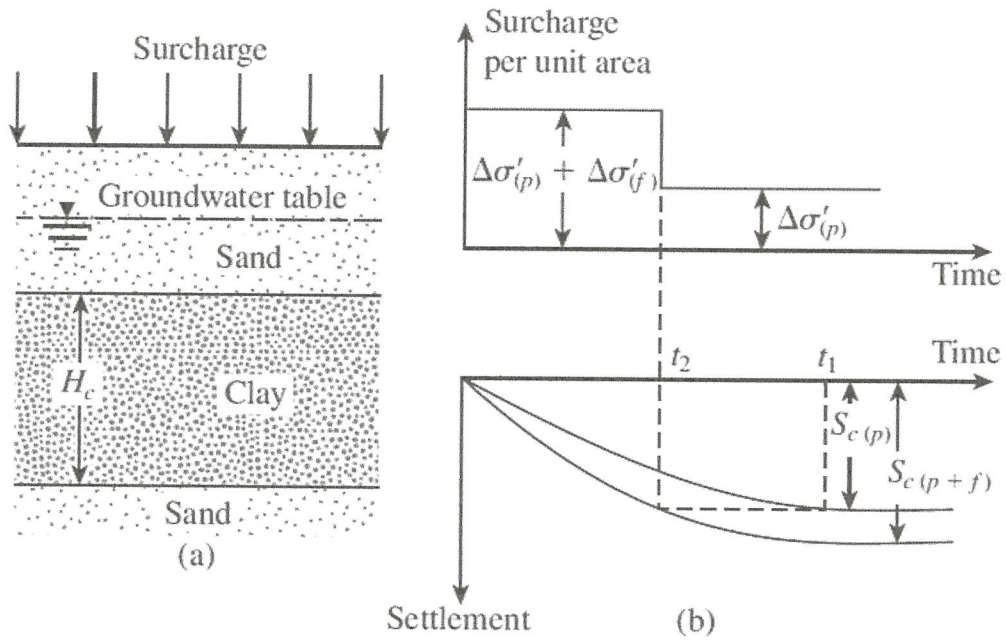 Surcharge
Groundwater table
Sand
H_c
Clay
Sand
(a)
Surcharge
per unit area
Δσ′(p) + Δσ′(f)
Δσ′(p)
Time
t₂
t₁
Time
S_c (p)
S_c (p + f)
Settlement
(b)